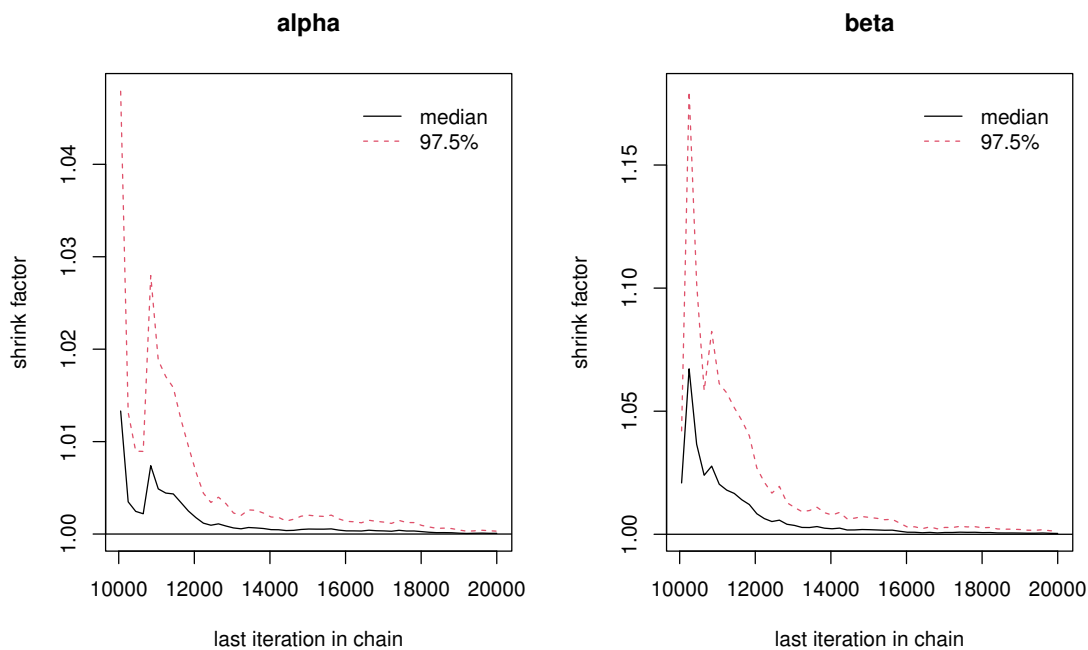 alpha
median
97.5%
shrink factor
1.00
1.01
1.02
1.03
1.04
10000 12000 14000 16000 18000 20000
last iteration in chain
beta
median
97.5%
shrink factor
1.00
1.05
1.10
1.15
10000 12000 14000 16000 18000 20000
last iteration in chain